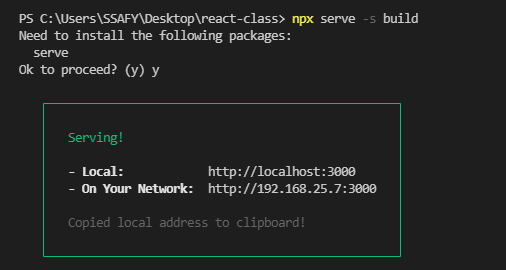 PS C:\Users\SSAFY\Desktop\react-class> npx serve -s build
Need to install the following packages:
  serve
Ok to proceed? (y) y
Serving!
- Local:            http://localhost:3000
- On Your Network:  http://192.168.25.7:3000
Copied local address to clipboard!